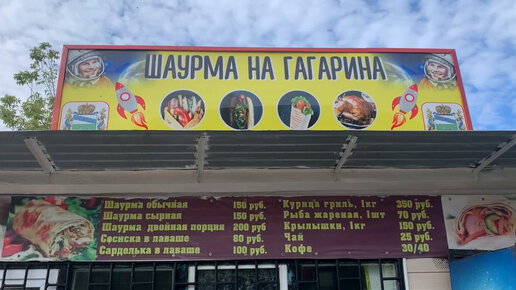 ШАУРМА НА ГАГАРИНА
Шаурма обычная 150 руб.
Шаурма сырная 150 руб.
Шаурма двойная порция 200 руб
Сосиска в лаваше 80 руб.
Сарделька в лаваше 100 руб.
Курица гриль, 1кг 350 руб.
Рыба жареная, 1шт 70 руб.
Крылышки, 1кг 150 руб.
Чай 25 руб.
Кофе 30/40